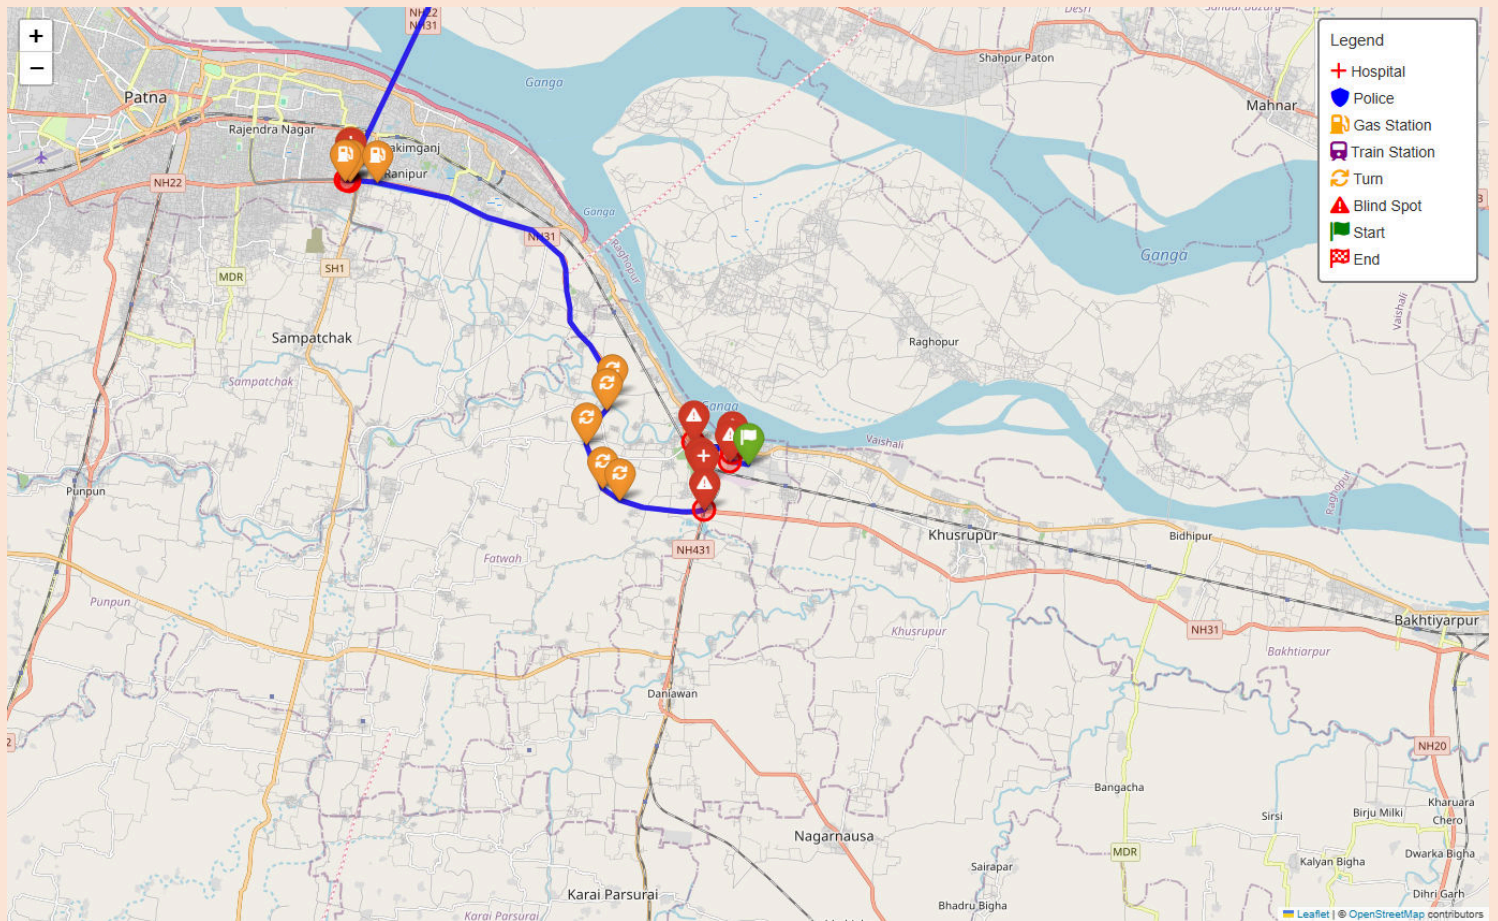 +
−
NH22
NH31
Desri
Ganga
Shahpur Paton
Mahnar
Patna
Rajendra Nagar
akimganj
Ranipur
NH22
Ganga
NH31
Raghopur
Ganga
SH1
MDR
Sampatchak
Vaishali
Raghopur
Sampatchak
Ganga
Vaishali
Punpun
Raghopur
Khusrupur
Bidhipur
NH431
Fatwah
Punpun
Khusrupur
NH31
Bakhtiyarpur
Bakhtiarpur
Daniawan
2
NH20
Bangacha
Nagarnausa
Sirsi
Birju Milki
Kharuara
Chero
MDR
Sairapar
Kalyan Bigha
Dwarka Bigha
Karai Parsurai
Bhadru Bigha
Dihri Garh
Karai Parsurai
Legend
Hospital
Police
Gas Station
Train Station
Turn
Blind Spot
Start
End
Leaflet | © OpenStreetMap contributors